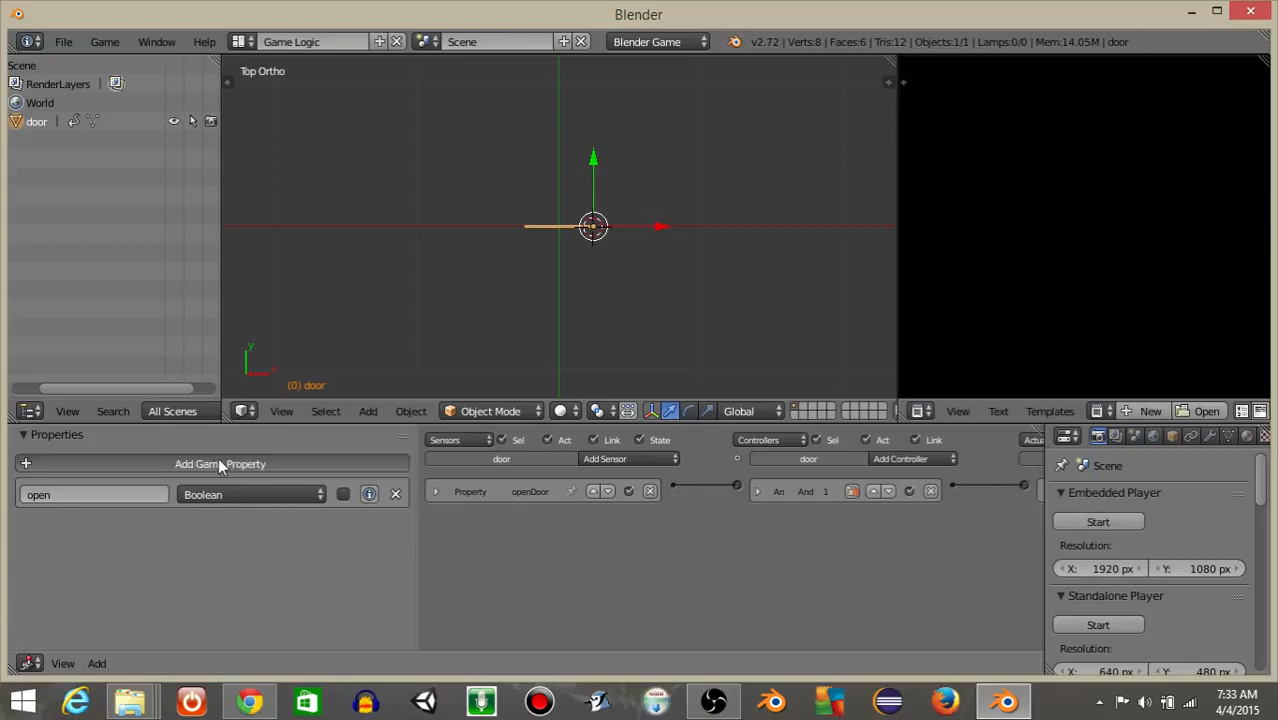 Blender
File Game Window Help Game Logic Scene Blender Game v2.72 | Verts:8 | Faces:6 | Tris:12 | Objects:1/1 | Lamps:0/0 | Mem:14.05M | door
Scene
RenderLayers
World
door
Top Ortho
y
x
(0) door
View Search All Scenes
View Select Add Object Object Mode Global
View Text Templates New Open
Properties
Add Game Property
open Boolean
Sensors Sel Act Link State
door Add Sensor
Property openDoor
Controllers Sel Act Link
door Add Controller
An And 1
Actua
Scene
Embedded Player
Start
Resolution:
X: 1920 px Y: 1080 px
Standalone Player
Start
Resolution:
X: 640 px Y: 480 px
View Add
7:33 AM
4/4/2015